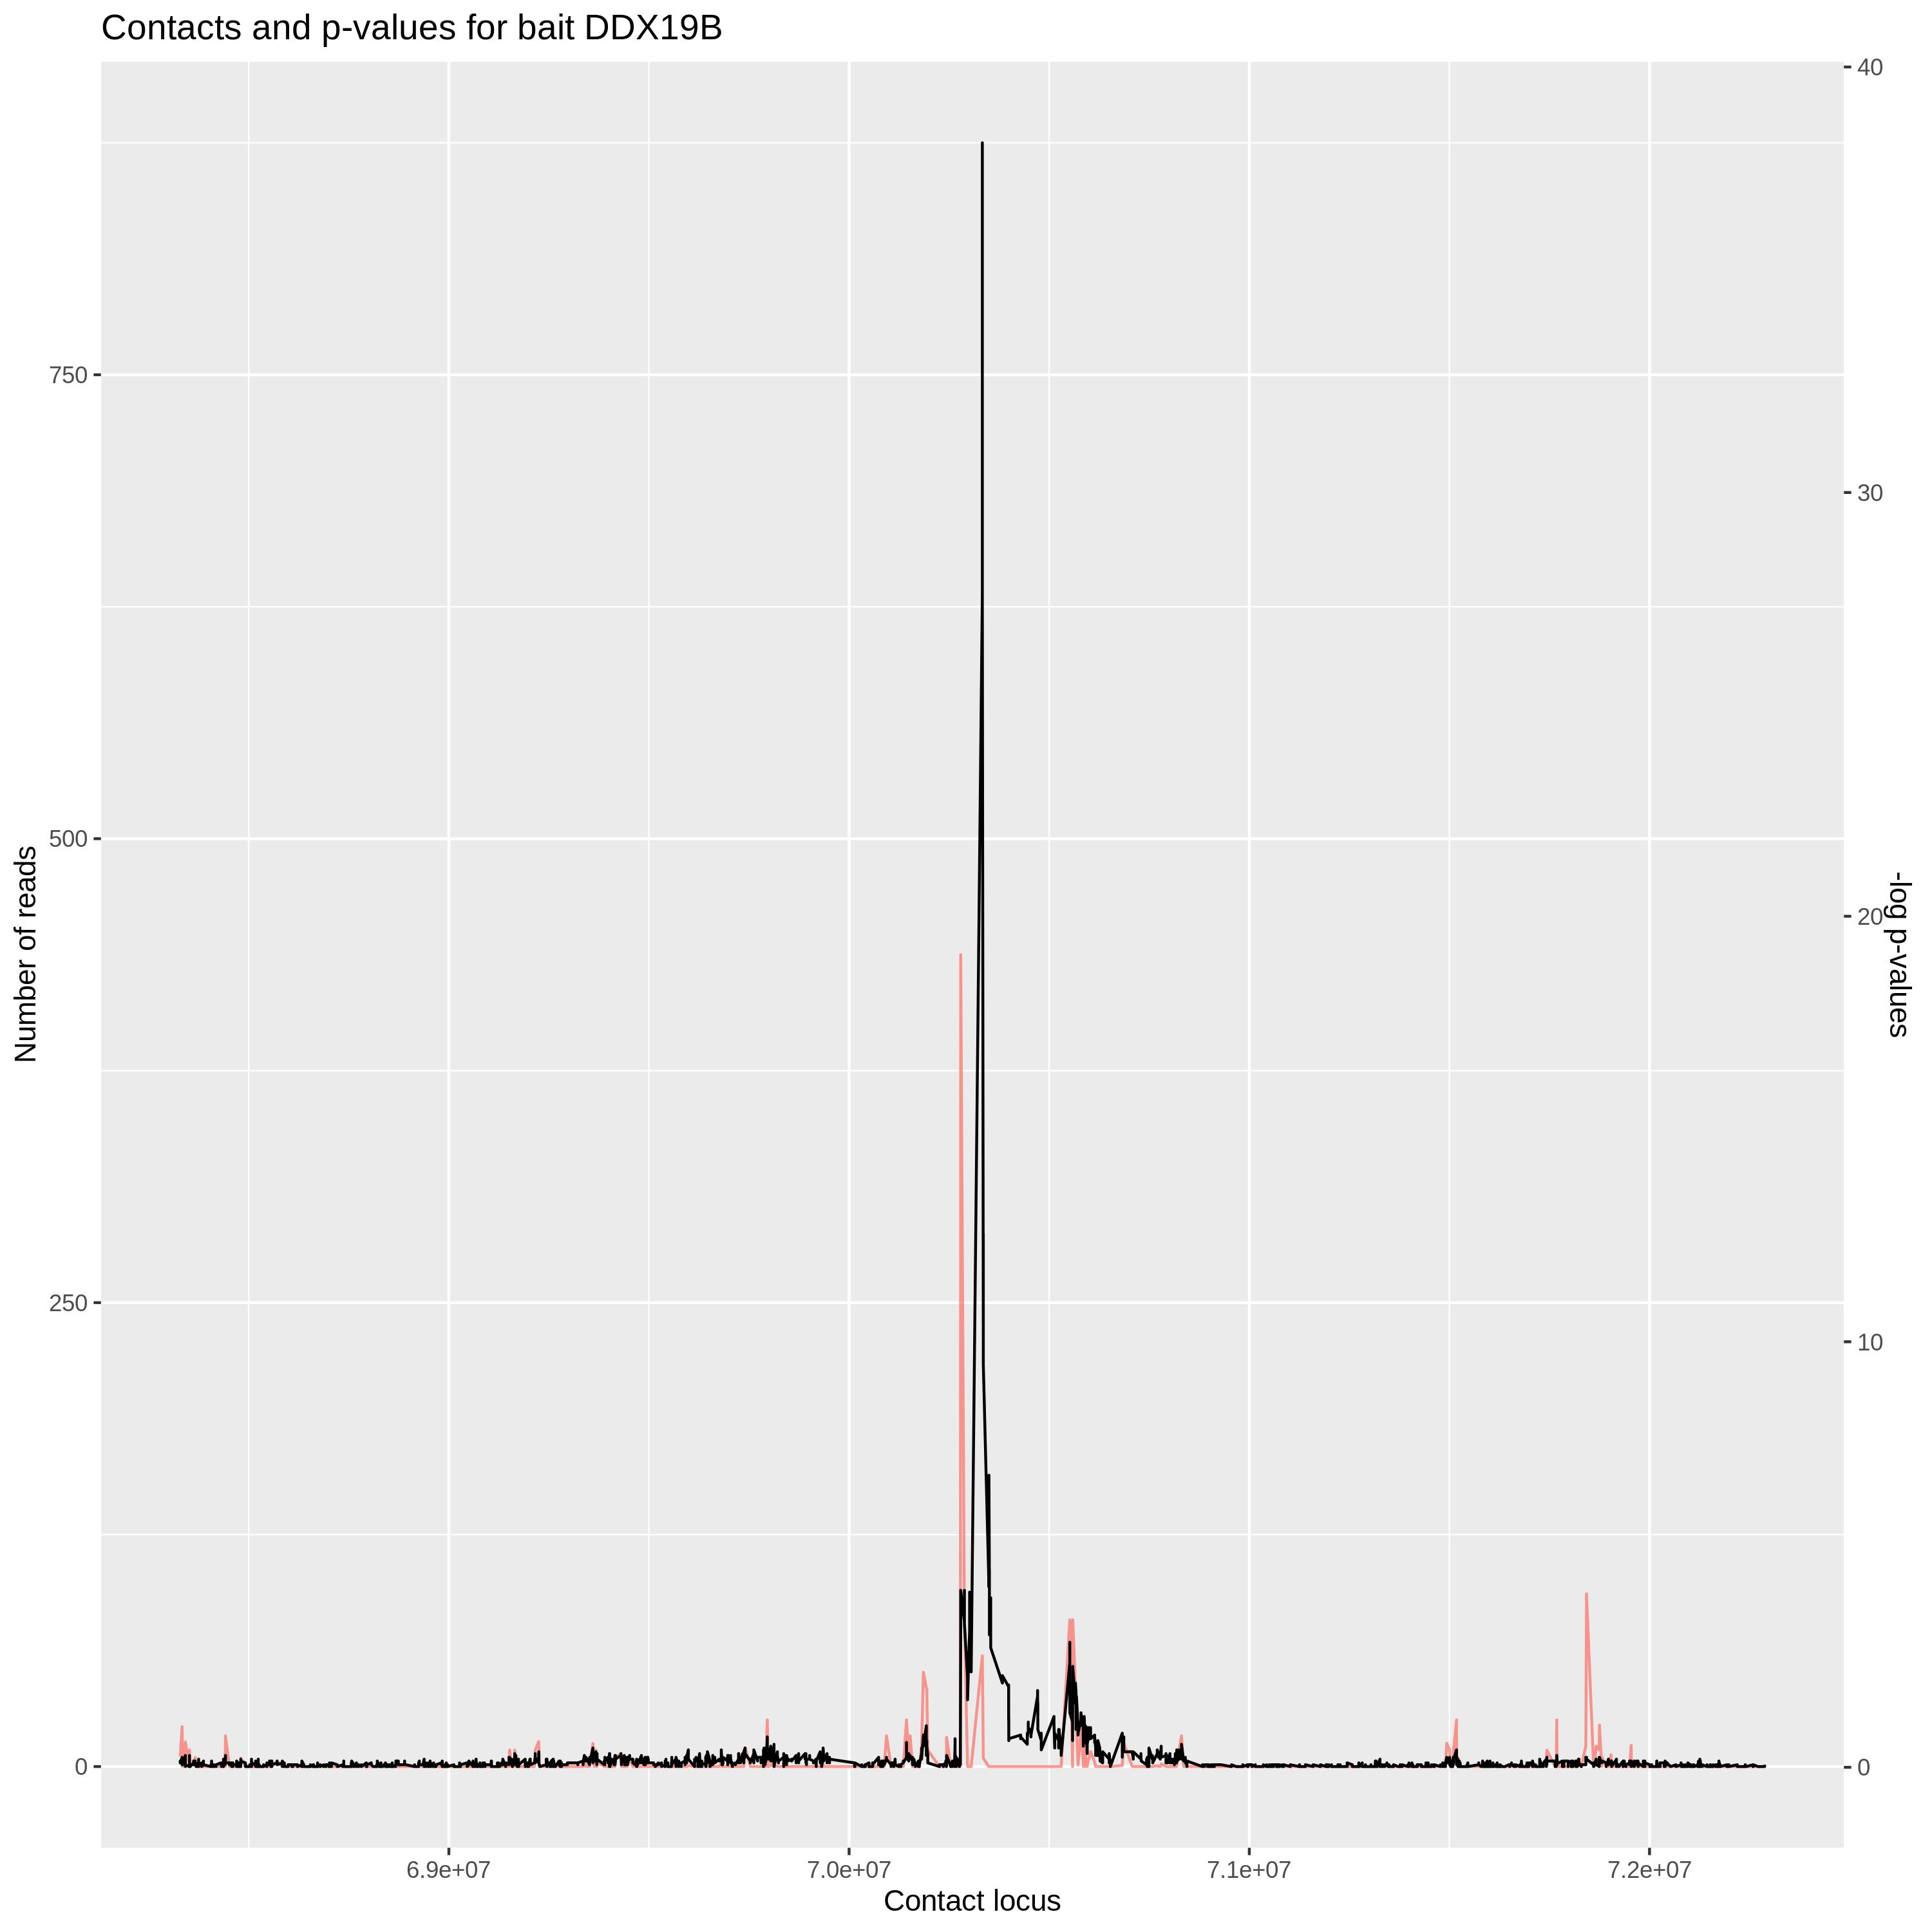 Contacts and p-values for bait DDX19B
40
750
30
500
20
250
10
0
0
Number of reads
-log p-values
6.9e+07 7.0e+07 7.1e+07 7.2e+07
Contact locus